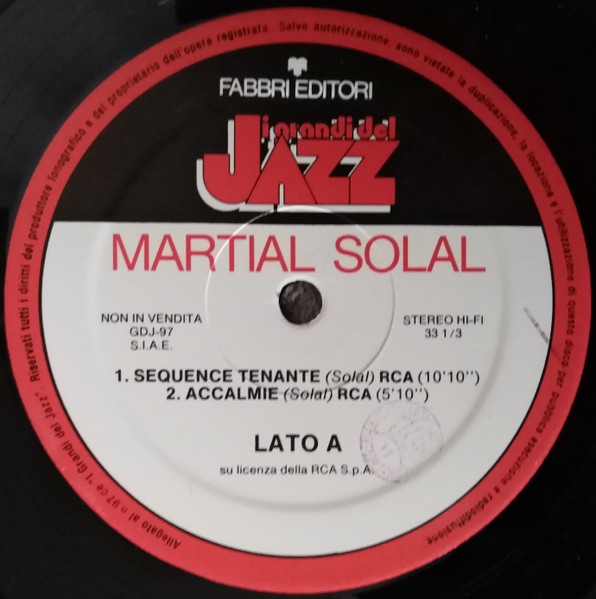 Allegato al n°97 de "I Grandi del Jazz". Riservati tutti i diritti del produttore fonografico e del proprietario dell'opera registrata. Salvo autorizzazione, sono vietate la duplicazione, la locazione e l'utilizzazione di questo disco per pubblica esecuzione e radiodiffusione.
FABBRI EDITORI
i grandi del
JAZZ
MARTIAL SOLAL
NON IN VENDITA
GDJ-97
S.I.A.E.
STEREO HI-FI
33 1/3
1. SEQUENCE TENANTE (Solal) RCA (10'10")
2. ACCALMIE (Solal) RCA (5'10")
LATO A
su licenza della RCA S.p.A.